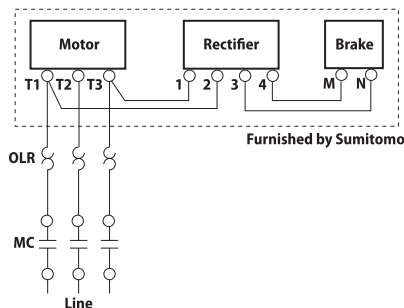 Motor Rectifier Brake
T1 T2 T3 1 2 3 4 M N
Furnished by Sumitomo
OLR
MC
Line